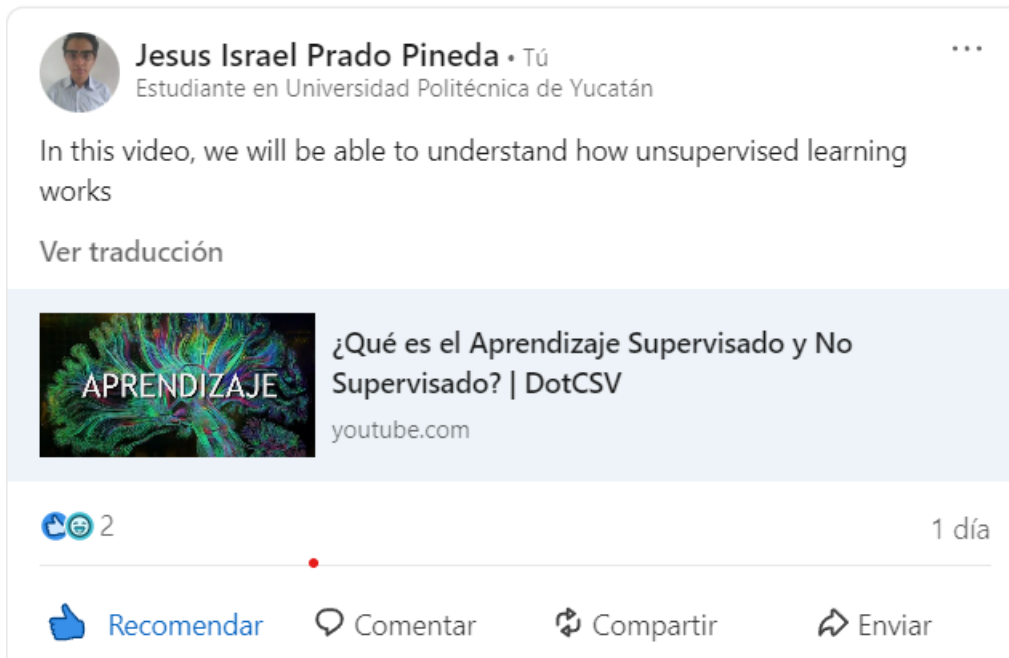 Jesus Israel Prado Pineda • Tú
Estudiante en Universidad Politécnica de Yucatán
In this video, we will be able to understand how unsupervised learning
works
Ver traducción
APRENDIZAJE
¿Qué es el Aprendizaje Supervisado y No
Supervisado? | DotCSV
youtube.com
2
1 día
Recomendar
Comentar
Compartir
Enviar